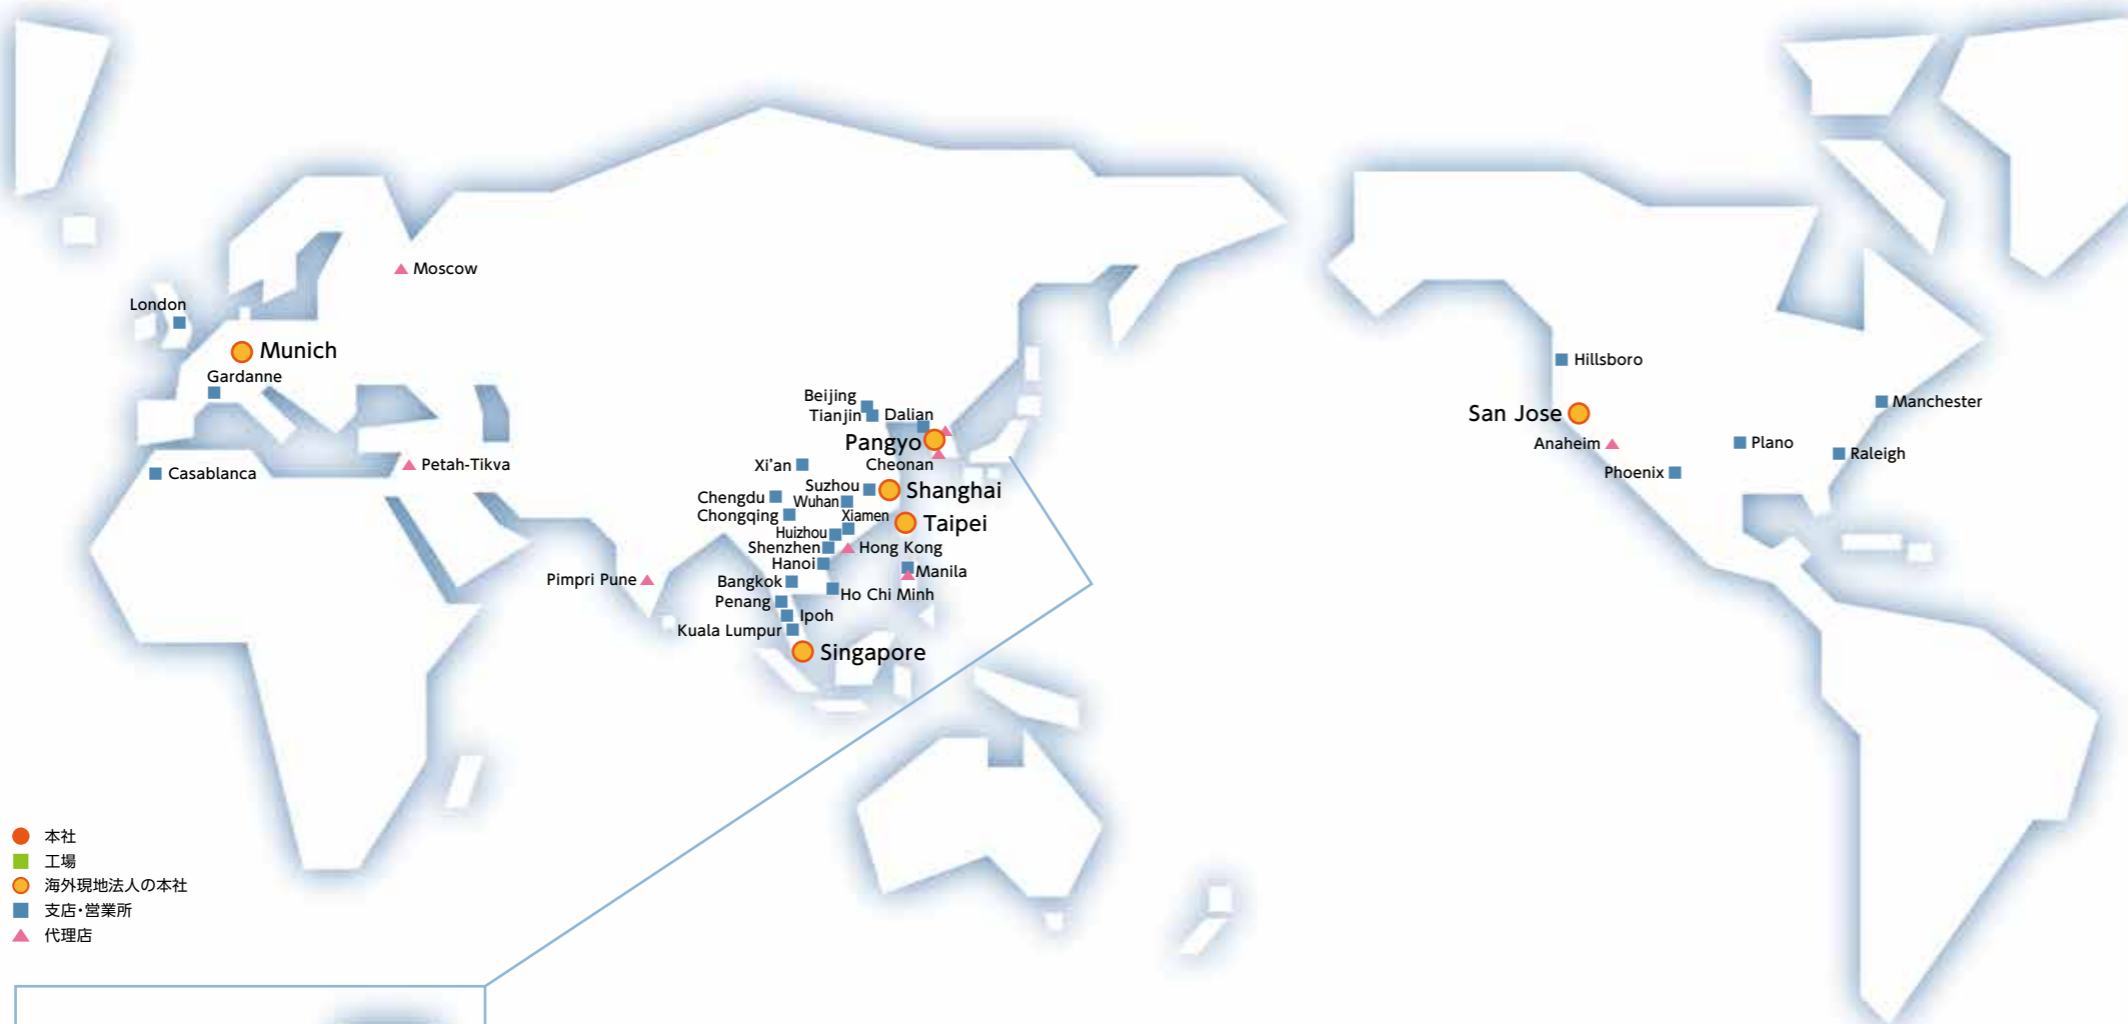 Moscow
London
Munich
Gardanne
Casablanca
Petah-Tikva
Pimpri Pune
Beijing
Tianjin
Dalian
Pangyo
Cheonan
Xi'an
Suzhou
Shanghai
Chengdu
Wuhan
Chongqing
Xiamen
Taipei
Huizhou
Shenzhen
Hong Kong
Hanoi
Manila
Bangkok
Ho Chi Minh
Penang
Ipoh
Kuala Lumpur
Singapore
Hillsboro
San Jose
Manchester
Anaheim
Plano
Raleigh
Phoenix
本社
工場
海外現地法人の本社
支店・営業所
代理店